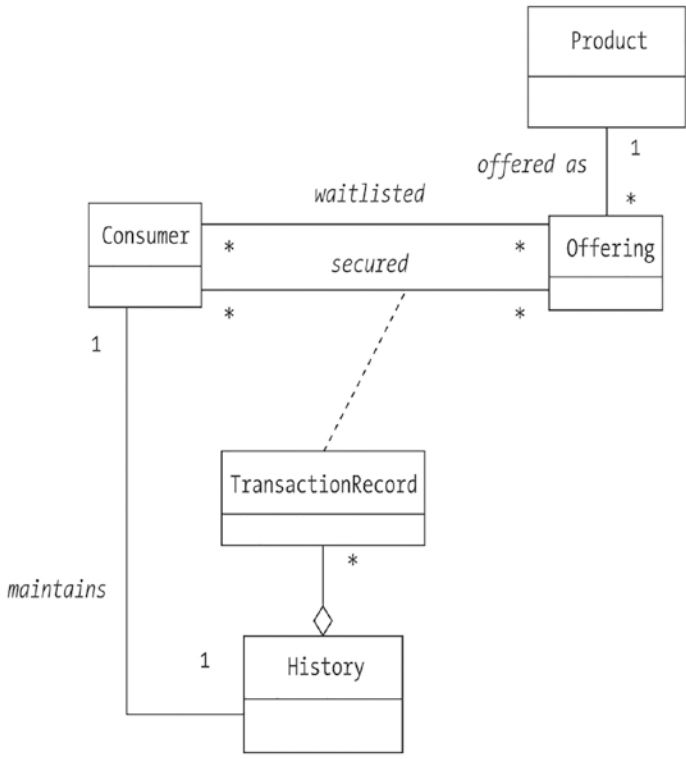 Product
1
offered as
*
waitlisted
Consumer
*
*
Offering
secured
*
*
1
TransactionRecord
*
maintains
1
History